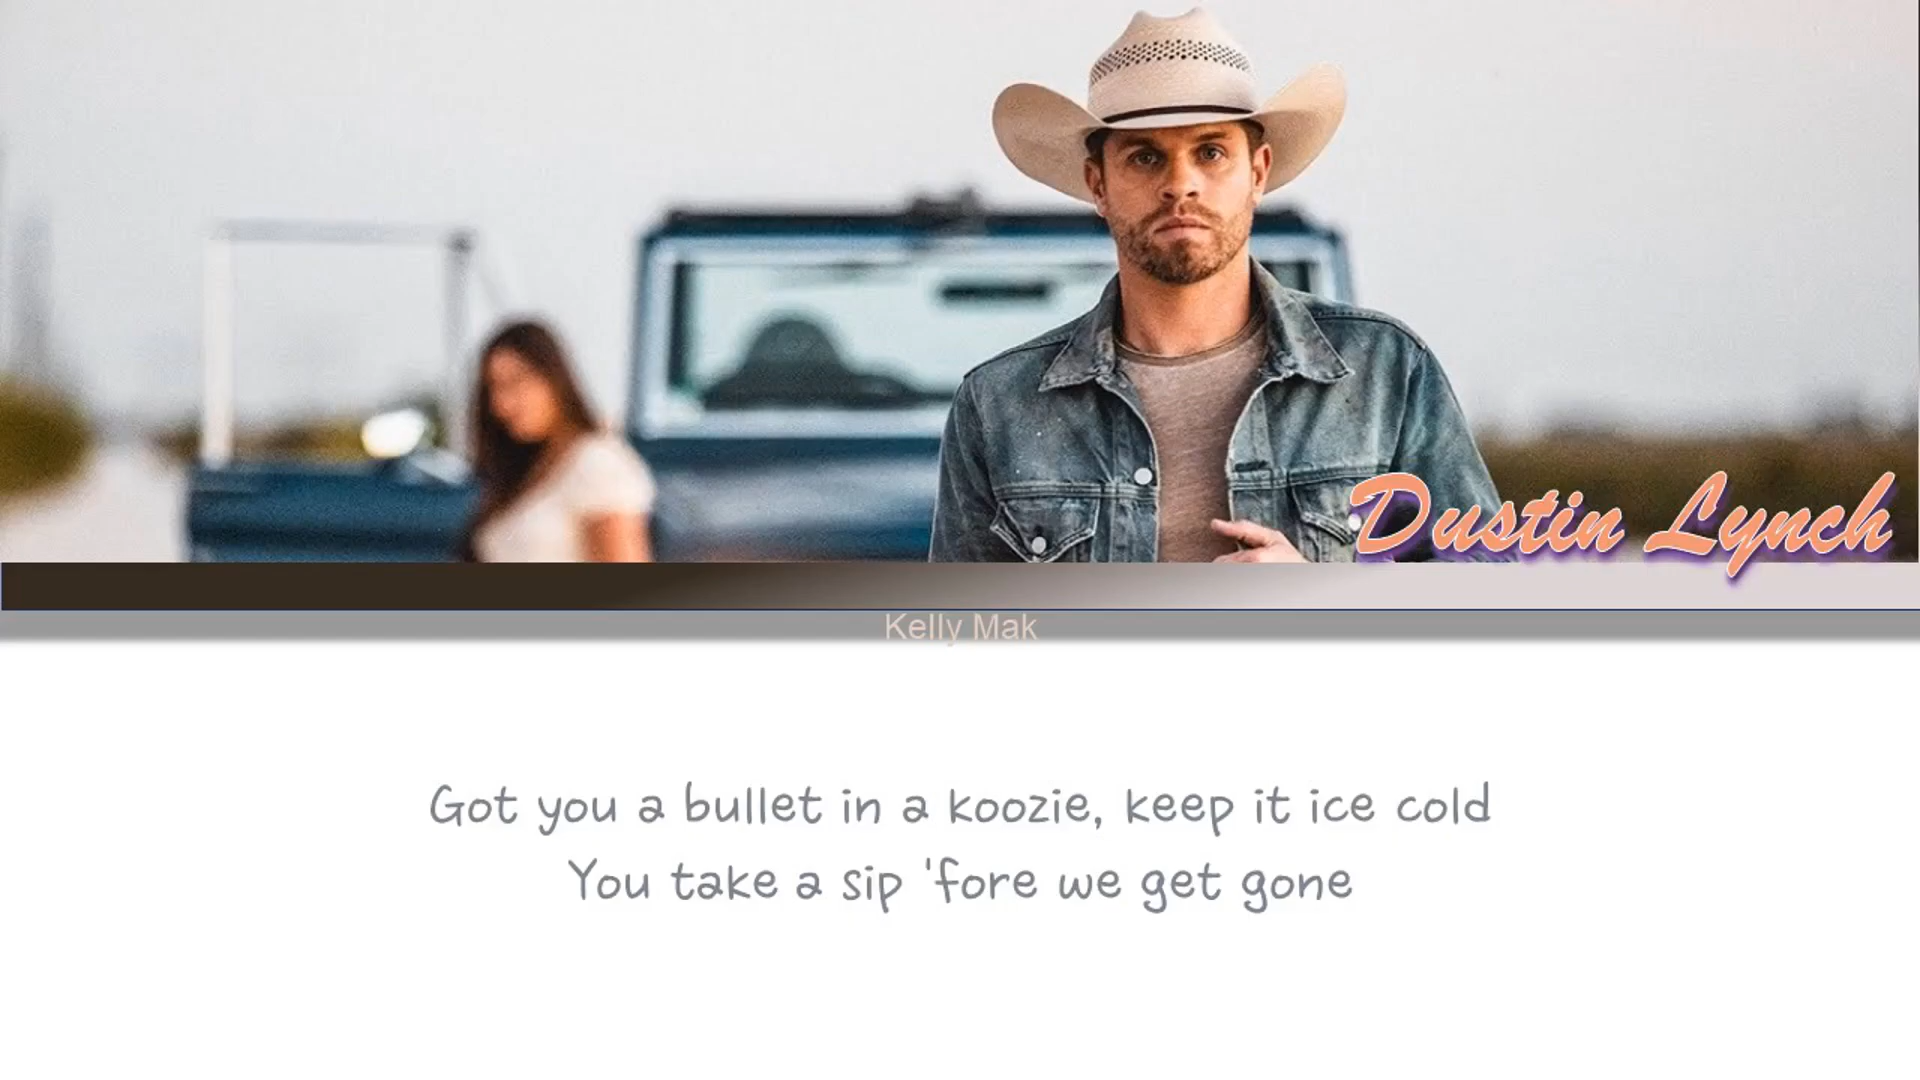 Dustin Lynch
Kelly Mak
Got you a bullet in a koozie, keep it ice cold
You take a sip 'fore we get gone